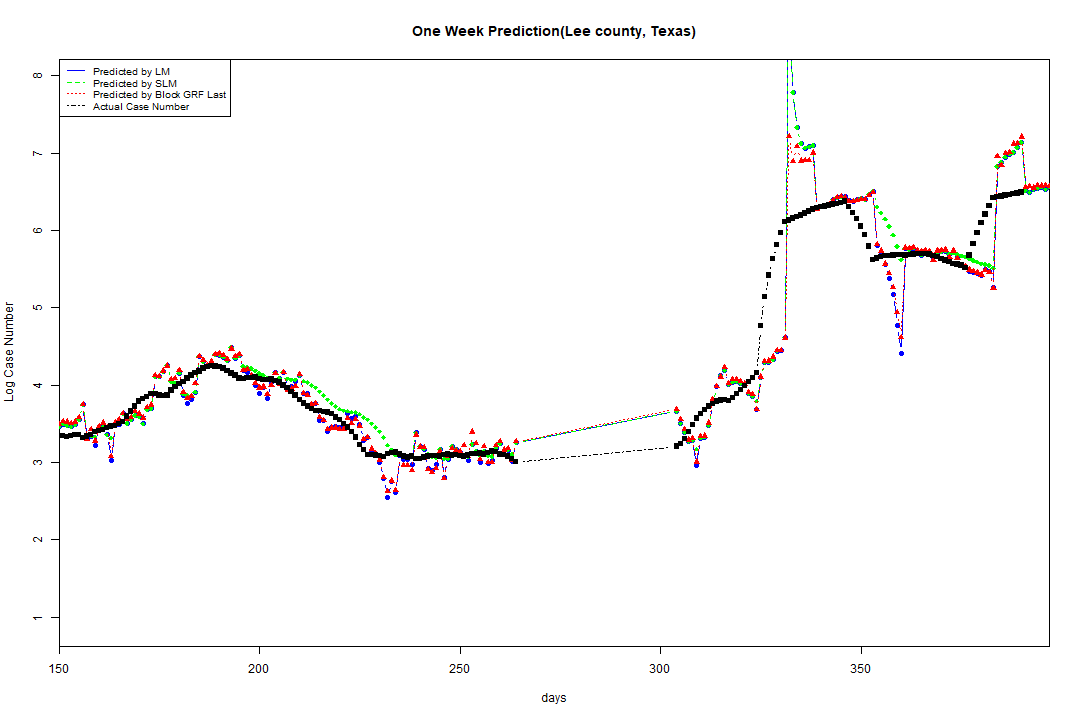 One Week Prediction(Lee county, Texas)
Predicted by LM
Predicted by SLM
Predicted by Block GRF Last
Actual Case Number
8
7
6
5
4
3
2
1
Log Case Number
150 200 250 300 350
days